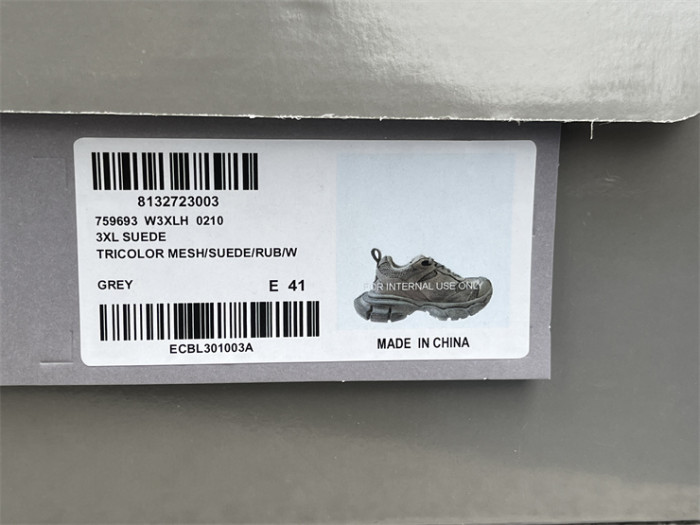 8132723003
759693 W3XLH 0210
3XL SUEDE
TRICOLOR MESH/SUEDE/RUB/W
GREY E 41
ECBL301003A
FOR INTERNAL USE ONLY
MADE IN CHINA